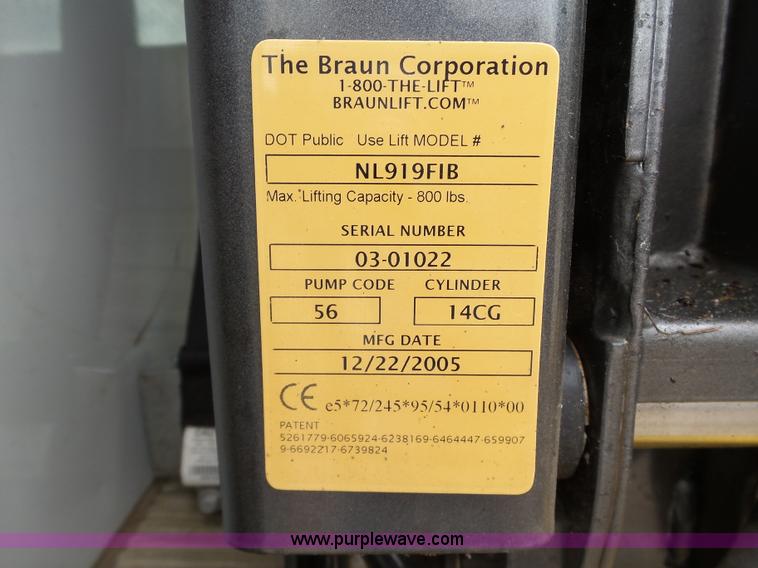 The Braun Corporation
1-800-THE-LIFT™
BRAUNLIFT.COM™
DOT Public Use Lift MODEL #
NL919FIB
Max. Lifting Capacity - 800 lbs.
SERIAL NUMBER
03-01022
PUMP CODE CYLINDER
56 14CG
MFG DATE
12/22/2005
CE e5*72/245*95/54*0110*00
PATENT
5261779-6065924-6238169-6464447-659907
9-6692217-6739824
www.purplewave.com